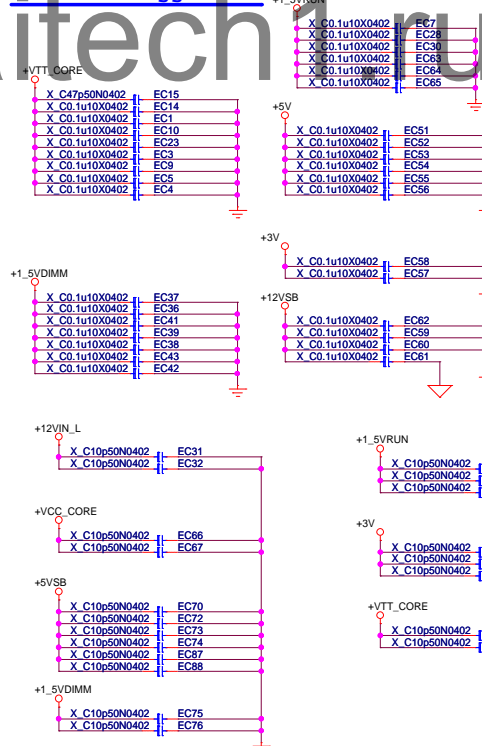 itech1.ru
+1_5VRUN
X_C0.1u10X0402 EC7
X_C0.1u10X0402 EC28
X_C0.1u10X0402 EC30
X_C0.1u10X0402 EC63
X_C0.1u10X0402 EC64
X_C0.1u10X0402 EC65
+VTT_CORE
X_C47p50N0402 EC15
X_C0.1u10X0402 EC14
X_C0.1u10X0402 EC1
X_C0.1u10X0402 EC10
X_C0.1u10X0402 EC23
X_C0.1u10X0402 EC3
X_C0.1u10X0402 EC9
X_C0.1u10X0402 EC5
X_C0.1u10X0402 EC4
+5V
X_C0.1u10X0402 EC51
X_C0.1u10X0402 EC52
X_C0.1u10X0402 EC53
X_C0.1u10X0402 EC54
X_C0.1u10X0402 EC55
X_C0.1u10X0402 EC56
+3V
X_C0.1u10X0402 EC58
X_C0.1u10X0402 EC57
+1_5VDIMM
X_C0.1u10X0402 EC37
X_C0.1u10X0402 EC36
X_C0.1u10X0402 EC41
X_C0.1u10X0402 EC39
X_C0.1u10X0402 EC38
X_C0.1u10X0402 EC43
X_C0.1u10X0402 EC42
+12VSB
X_C0.1u10X0402 EC62
X_C0.1u10X0402 EC59
X_C0.1u10X0402 EC60
X_C0.1u10X0402 EC61
+12VIN_L
X_C10p50N0402 EC31
X_C10p50N0402 EC32
+VCC_CORE
X_C10p50N0402 EC66
X_C10p50N0402 EC67
+5VSB
X_C10p50N0402 EC70
X_C10p50N0402 EC72
X_C10p50N0402 EC73
X_C10p50N0402 EC74
X_C10p50N0402 EC87
X_C10p50N0402 EC88
+1_5VDIMM
X_C10p50N0402 EC75
X_C10p50N0402 EC76
+1_5VRUN
X_C10p50N0402
X_C10p50N0402
X_C10p50N0402
+3V
X_C10p50N0402
X_C10p50N0402
X_C10p50N0402
+VTT_CORE
X_C10p50N0402
X_C10p50N0402